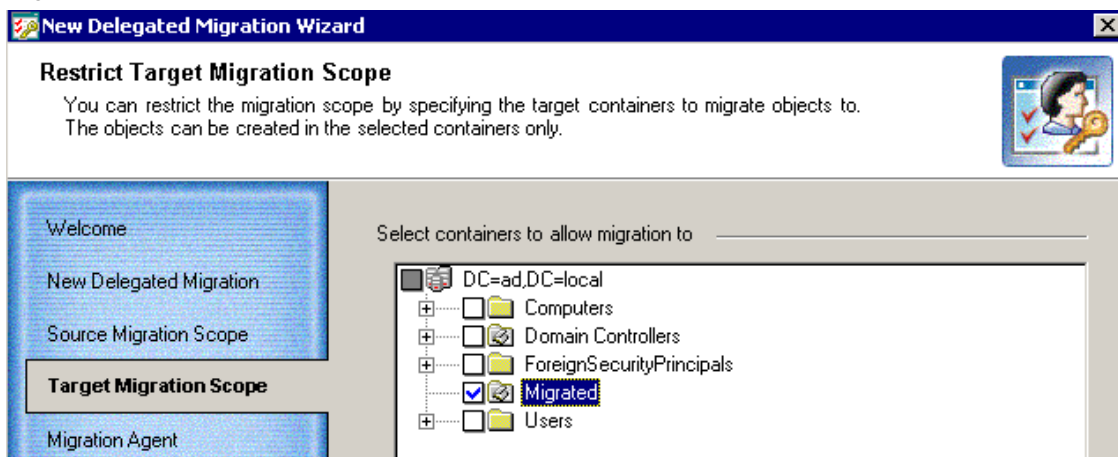 New Delegated Migration Wizard
Restrict Target Migration Scope
You can restrict the migration scope by specifying the target containers to migrate objects to.
The objects can be created in the selected containers only.
Welcome
New Delegated Migration
Source Migration Scope
Target Migration Scope
Migration Agent
Select containers to allow migration to
DC=ad,DC=local
Computers
Domain Controllers
ForeignSecurityPrincipals
Migrated
Users